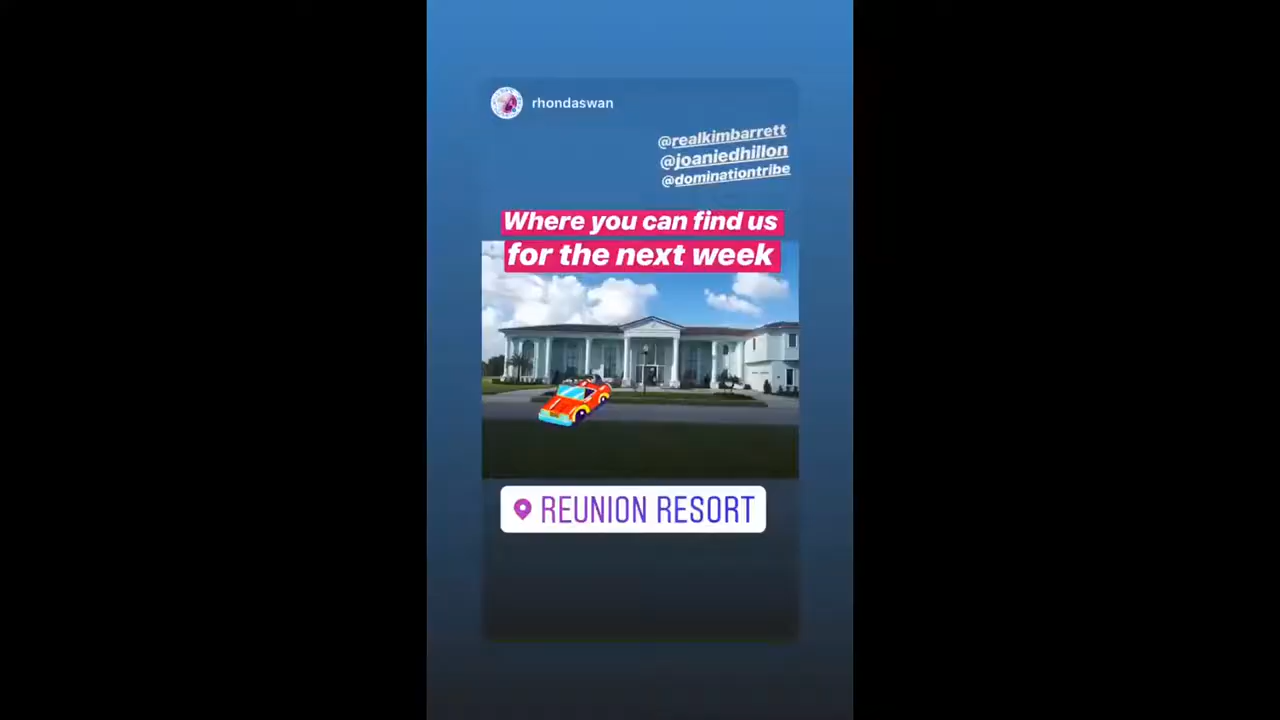 rhondaswan
@realkimbarrett
@joaniedhillon
@dominationtribe
Where you can find us
for the next week
REUNION RESORT